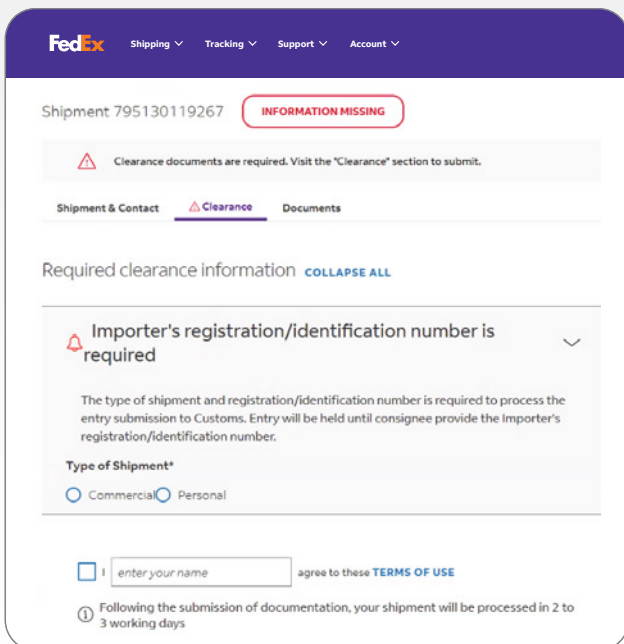 FedEx Shipping Tracking Support Account
Shipment 795130119267 INFORMATION MISSING
Clearance documents are required. Visit the "Clearance" section to submit.
Shipment & Contact Clearance Documents
Required clearance information COLLAPSE ALL
Importer's registration/identification number is
required
The type of shipment and registration/identification number is required to process the
entry submission to Customs. Entry will be held until consignee provide the Importer's
registration/identification number.
Type of Shipment*
Commercial Personal
I enter your name agree to these TERMS OF USE
Following the submission of documentation, your shipment will be processed in 2 to
3 working days